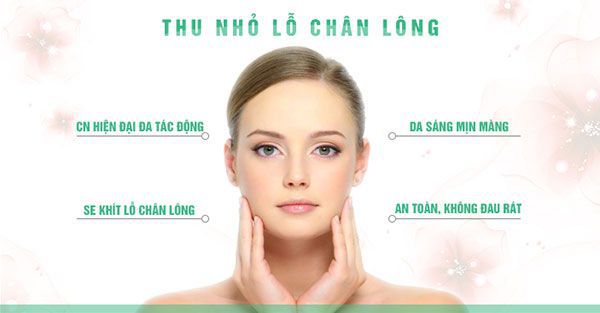 THU NHỎ LỖ CHÂN LÔNG
CN HIỆN ĐẠI ĐA TÁC ĐỘNG
DA SÁNG MỊN MÀNG
SE KHÍT LỖ CHÂN LÔNG
AN TOÀN, KHÔNG ĐAU RÁT